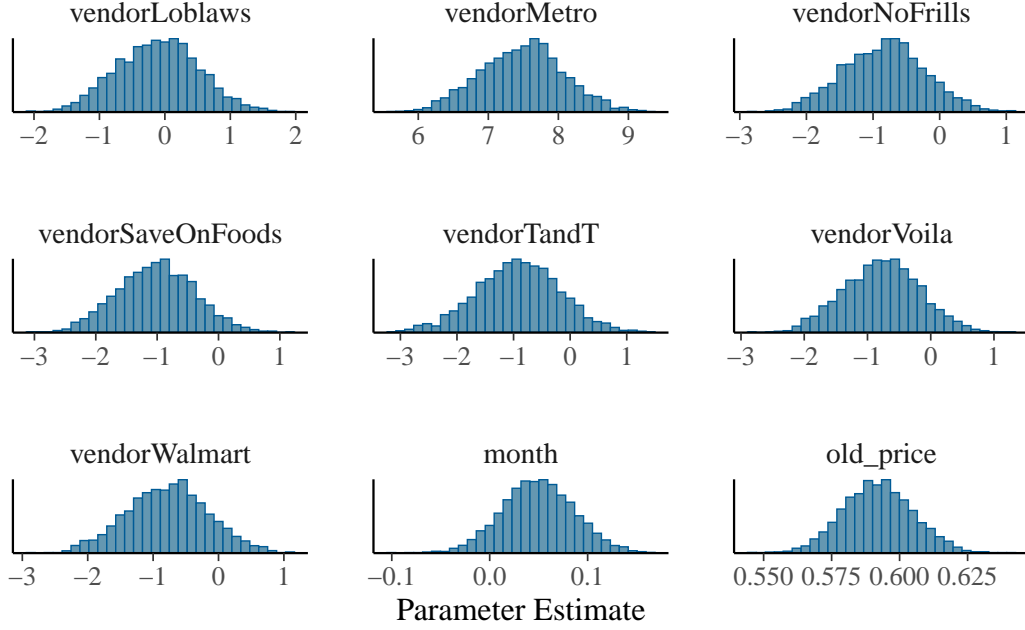 vendorLoblaws vendorMetro vendorNoFrills
−2 −1 0 1 2 6 7 8 9 −3 −2 −1 0 1
vendorSaveOnFoods vendorTandT vendorVoila
−3 −2 −1 0 1 −3 −2 −1 0 1 −3 −2 −1 0 1
vendorWalmart month old_price
−3 −2 −1 0 1 −0.1 0.0 0.1 0.550 0.575 0.600 0.625
Parameter Estimate